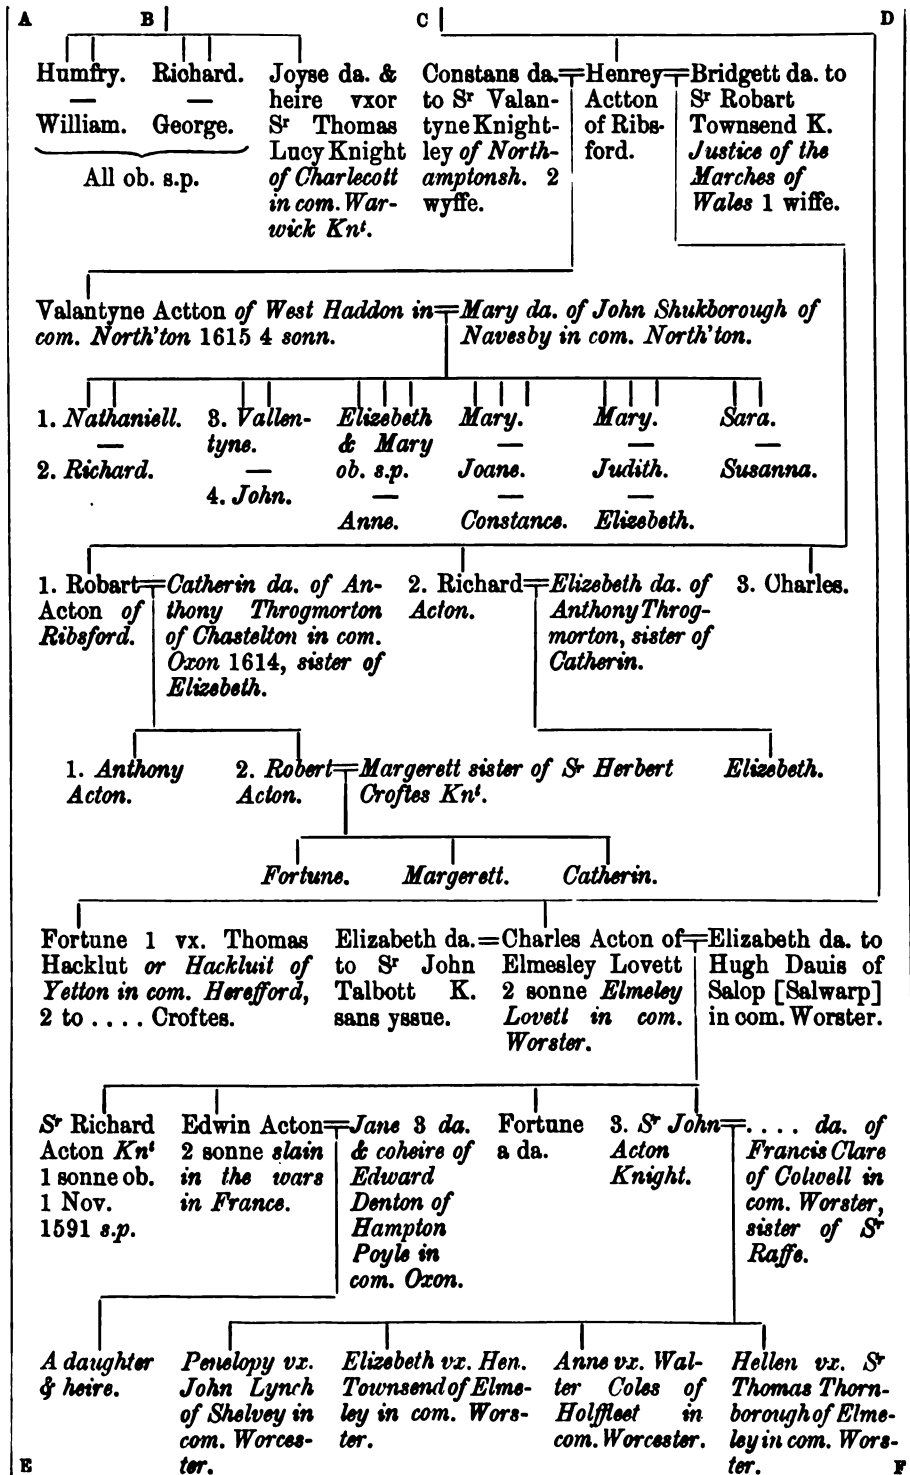 A B C D
Humfry.
—
William.
Richard.
—
George.
All ob. s.p.
Joyse da. &
heire vxor
Sr Thomas
Lucy Knight
of Charlecott
in com. War-
wick Knt.
Constans da.
to Sr Valan-
tyne Knight-
ley of North-
amptonsh. 2
wyffe.
Henrey
Actton
of Ribs-
ford.
Bridgett da. to
Sr Robart
Townsend K.
Justice of the
Marches of
Wales 1 wiffe.
Valantyne Actton of West Haddon in
com. North'ton 1615 4 sonn.
Mary da. of John Shukborough of
Navesby in com. North'ton.
1. Nathaniell.
—
2. Richard.
3. Vallen-
tyne.
—
4. John.
Elizebeth
& Mary
ob. s.p.
—
Anne.
Mary.
—
Joane.
—
Constance.
Mary.
—
Judith.
—
Elizebeth.
Sara.
—
Susanna.
1. Robart
Acton of
Ribsford.
Catherin da. of An-
thony Throgmorton
of Chastelton in com.
Oxon 1614, sister of
Elizebeth.
2. Richard
Acton.
Elizebeth da. of
Anthony Throg-
morton, sister of
Catherin.
3. Charles.
1. Anthony
Acton.
2. Robert
Acton.
Margerett sister of Sr Herbert
Croftes Knt.
Elizebeth.
Fortune.
Margerett.
Catherin.
Fortune 1 vx. Thomas
Hacklut or Hackluit of
Yetton in com. Herefford,
2 to .... Croftes.
Elizabeth da.
to Sr John
Talbott K.
sans yssue.
Charles Acton of
Elmesley Lovett
2 sonne Elmeley
Lovett in com.
Worster.
Elizabeth da. to
Hugh Dauis of
Salop [Salwarp]
in com. Worster.
Sr Richard
Acton Knt
1 sonne ob.
1 Nov.
1591 s.p.
Edwin Acton
2 sonne slain
in the wars
in France.
Jane 3 da.
& coheire of
Edward
Denton of
Hampton
Poyle in
com. Oxon.
Fortune
a da.
3. Sr John
Acton
Knight.
.... da. of
Francis Clare
of Colwell in
com. Worster,
sister of Sr
Raffe.
A daughter
& heire.
Penelopy vx.
John Lynch
of Shelvey in
com. Worces-
ter.
Elizebeth vx. Hen.
Townsend of Elme-
ley in com. Wors-
ter.
Anne vx. Wal-
ter Coles of
Holffleet in
com. Worcester.
Hellen vx. Sr
Thomas Thorn-
borough of Elme-
ley in com. Wors-
ter.
E F